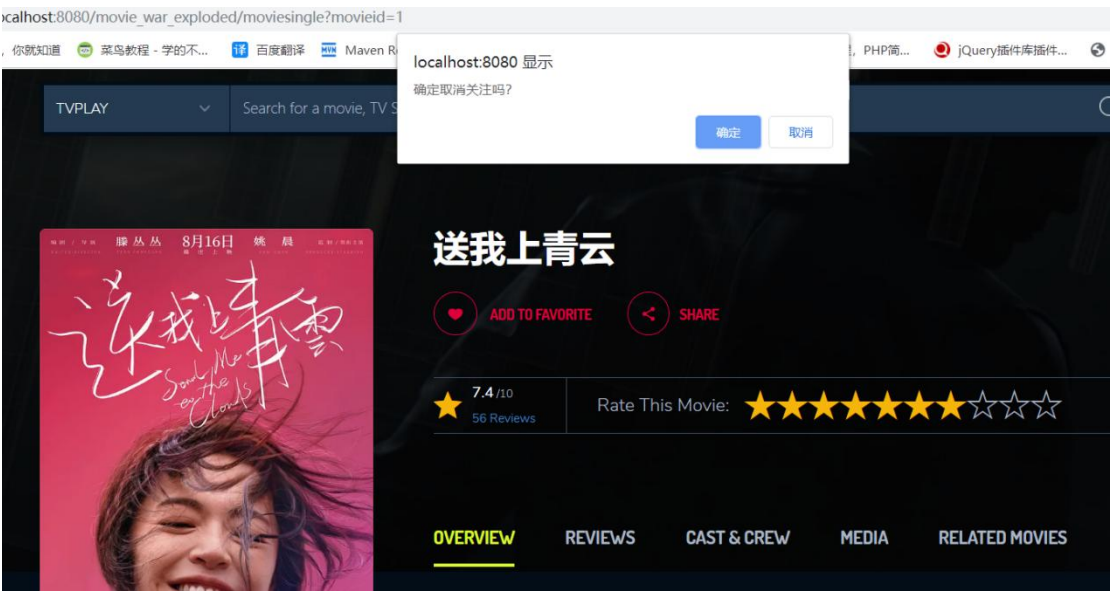 ocalhost:8080/movie_war_exploded/moviesingle?movieid=1
，你就知道 菜鸟教程 - 学的不... 译 百度翻译 MVN Maven R , PHP简... jQuery插件库插件...
localhost:8080 显示
确定取消关注吗?
确定 取消
TVPLAY Search for a movie, TV S
滕丛丛 8月16日 姚晨
送我上青云
送我上青雲
Send Me to the Clouds
ADD TO FAVORITE SHARE
7.4 /10
56 Reviews
Rate This Movie:
OVERVIEW REVIEWS CAST & CREW MEDIA RELATED MOVIES